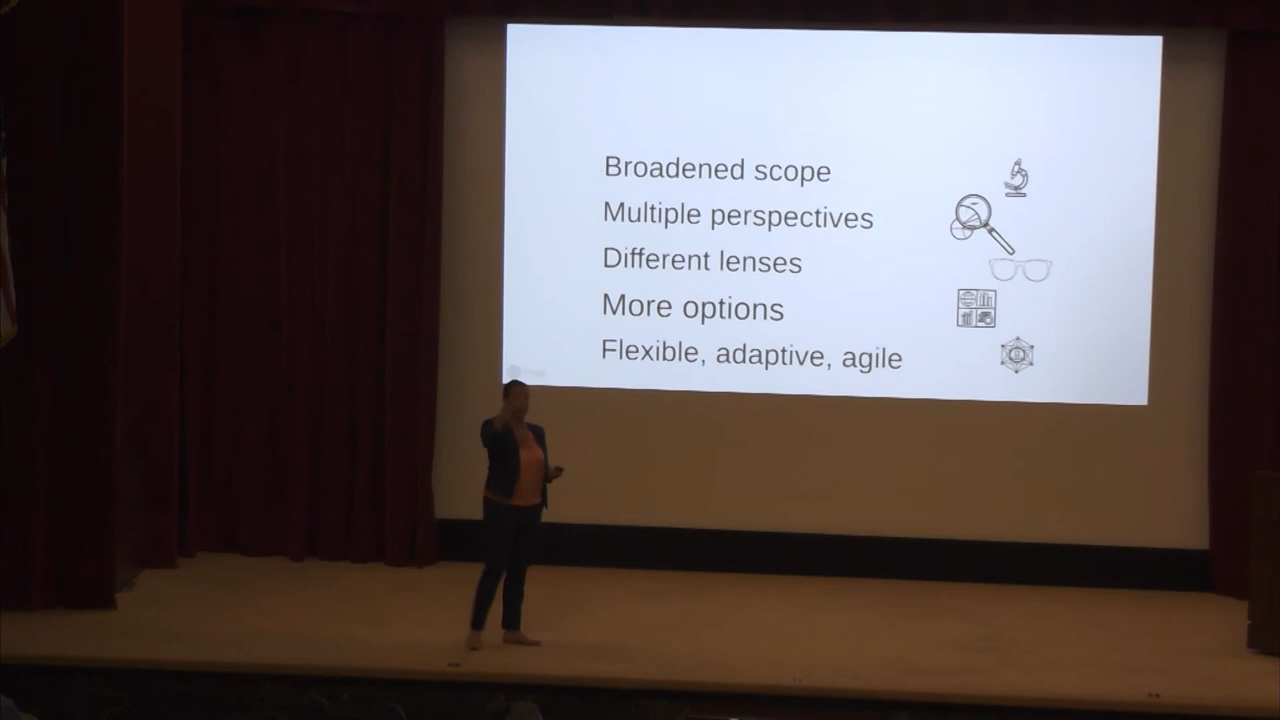 Broadened scope
Multiple perspectives
Different lenses
More options
Flexible, adaptive, agile